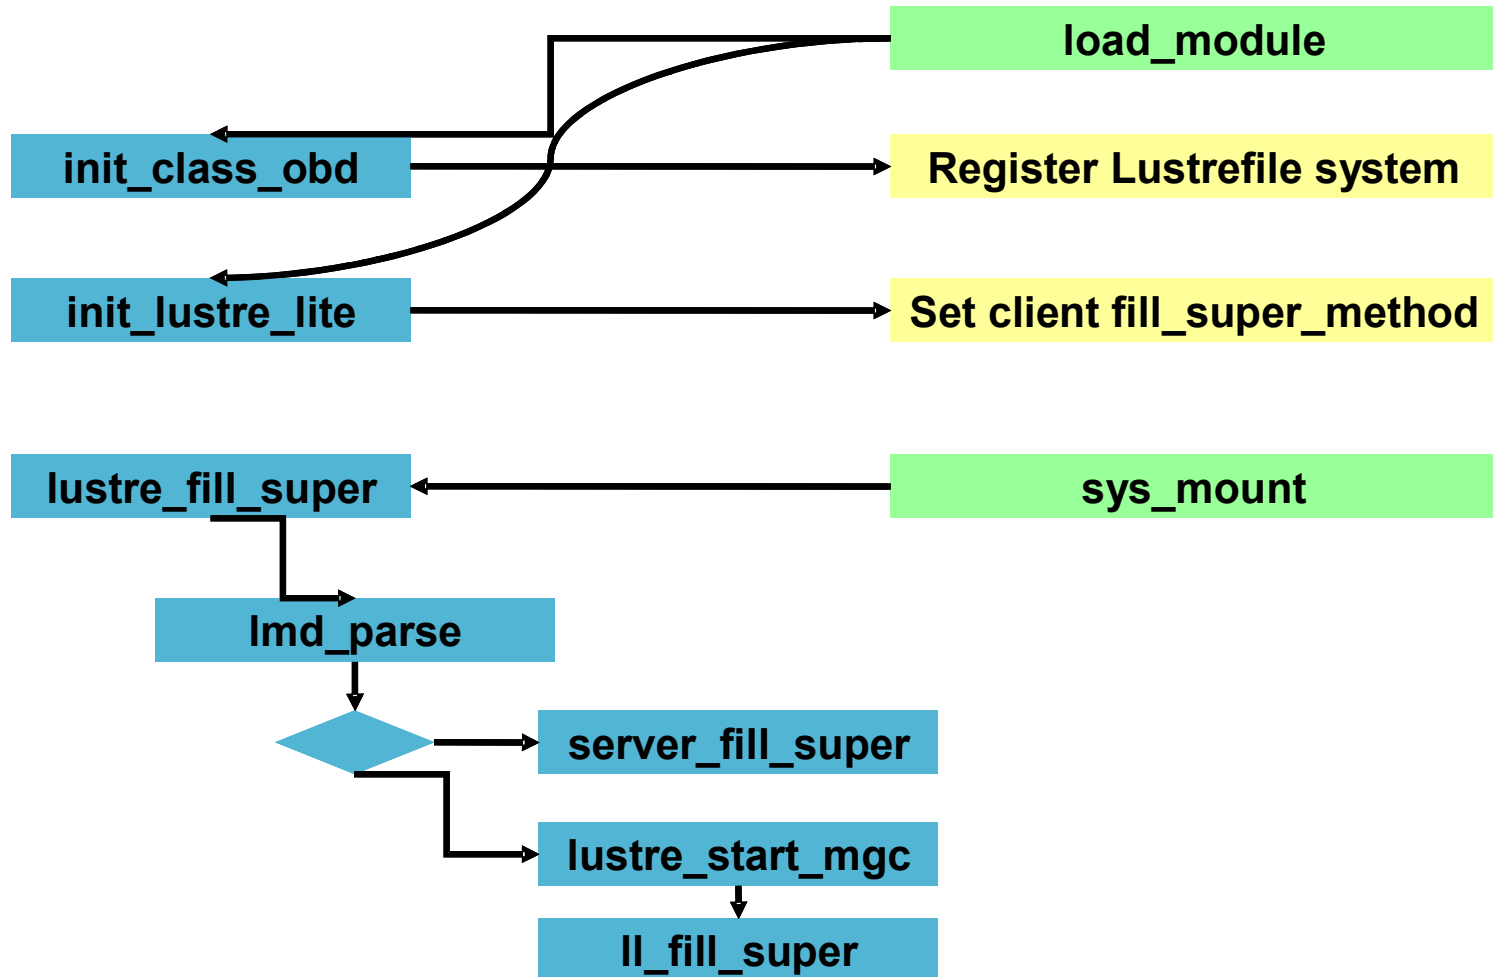 load_module
init_class_obd
Register Lustrefile system
init_lustre_lite
Set client fill_super_method
lustre_fill_super
sys_mount
lmd_parse
server_fill_super
lustre_start_mgc
ll_fill_super